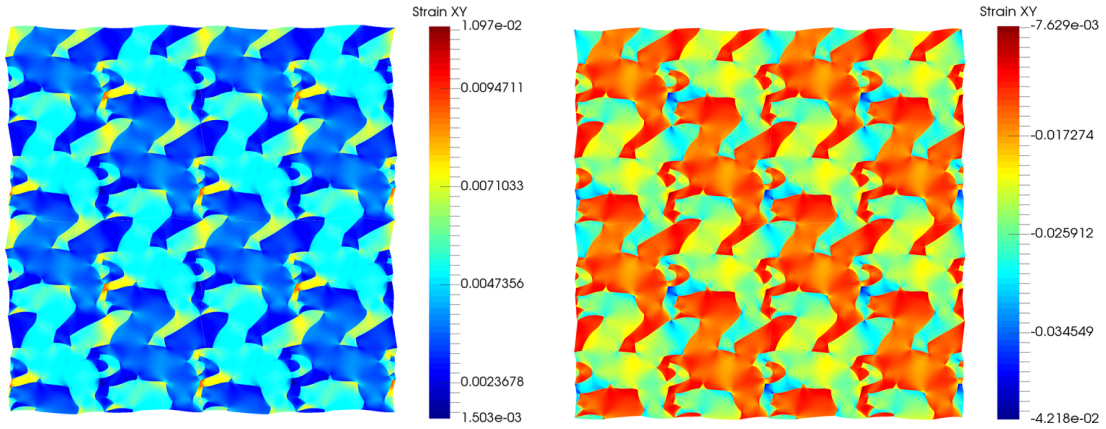 Strain XY
1.097e-02
0.0094711
0.0071033
0.0047356
0.0023678
1.503e-03
Strain XY
-7.629e-03
-0.017274
-0.025912
-0.034549
-4.218e-02